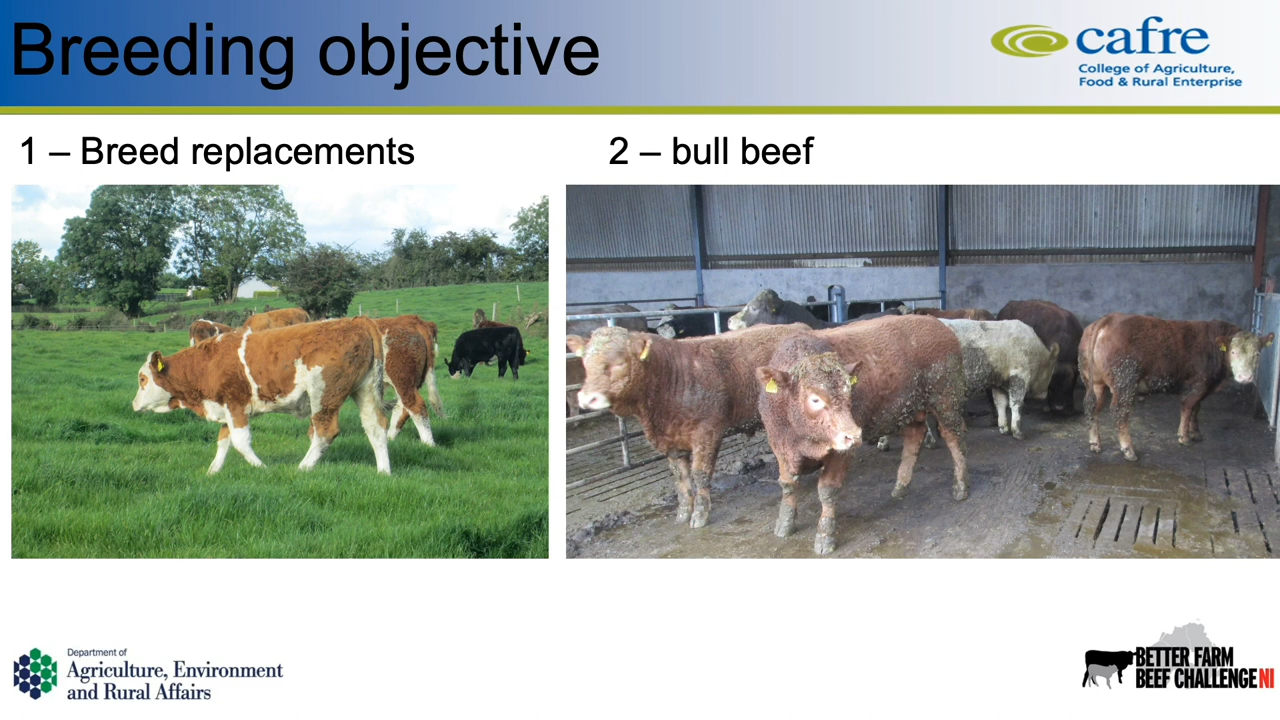 Breeding objective
cafre
College of Agriculture,
Food & Rural Enterprise
1 – Breed replacements
2 – bull beef
Department of
Agriculture, Environment
and Rural Affairs
BETTER FARM
BEEF CHALLENGE NI